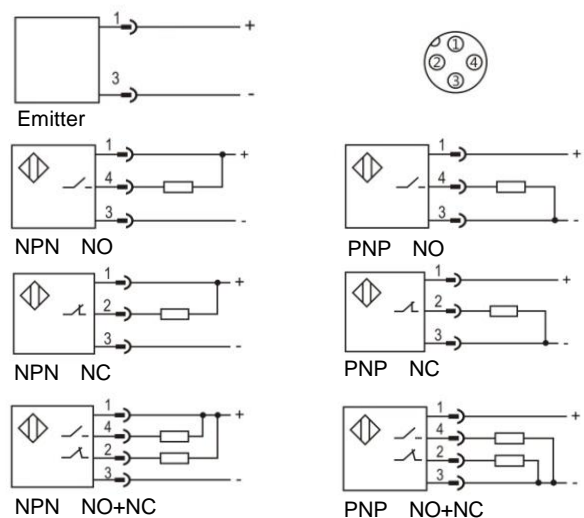 1 +
3 -
Emitter
① ② ④ ③
1 +
4
3 -
NPN NO
1 +
4
3 -
PNP NO
1 +
2
3 -
NPN NC
1 +
2
3 -
PNP NC
1 +
4
2
3 -
NPN NO+NC
1 +
4
2
3 -
PNP NO+NC